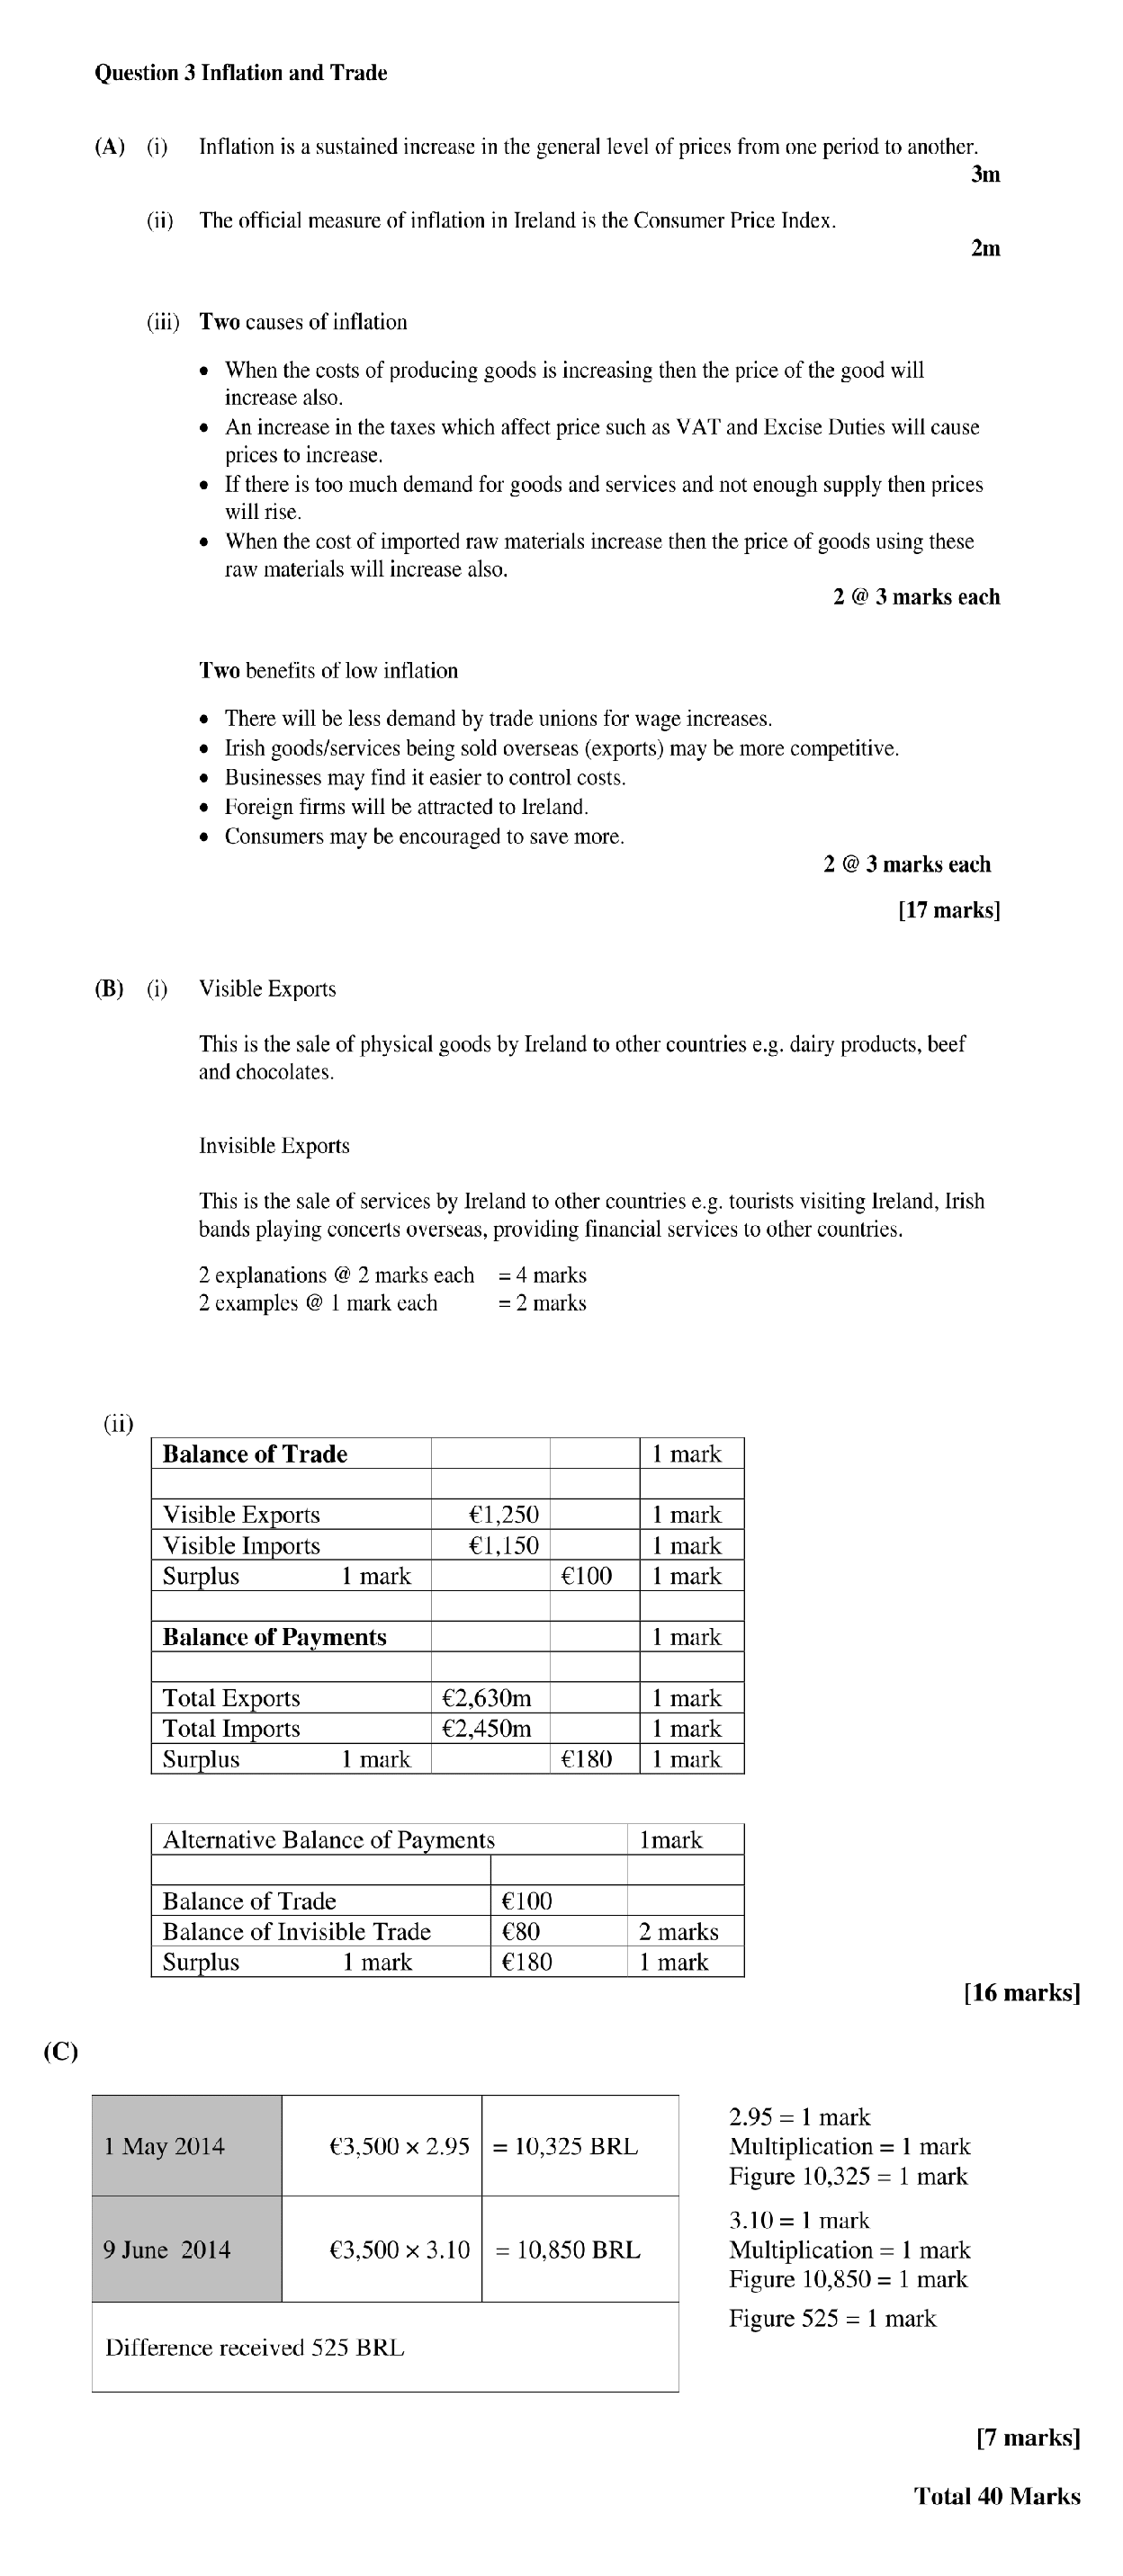 Question 3 Inflation and Trade
(A) (i) Inflation is a sustained increase in the general level of prices from one period to another.
3m
(ii) The official measure of inflation in Ireland is the Consumer Price Index.
2m
(iii) Two causes of inflation
• When the costs of producing goods is increasing then the price of the good will
increase also.
• An increase in the taxes which affect price such as VAT and Excise Duties will cause
prices to increase.
• If there is too much demand for goods and services and not enough supply then prices
will rise.
• When the cost of imported raw materials increase then the price of goods using these
raw materials will increase also.
2 @ 3 marks each
Two benefits of low inflation
• There will be less demand by trade unions for wage increases.
• Irish goods/services being sold overseas (exports) may be more competitive.
• Businesses may find it easier to control costs.
• Foreign firms will be attracted to Ireland.
• Consumers may be encouraged to save more.
2 @ 3 marks each
[17 marks]
(B) (i) Visible Exports
This is the sale of physical goods by Ireland to other countries e.g. dairy products, beef
and chocolates.
Invisible Exports
This is the sale of services by Ireland to other countries e.g. tourists visiting Ireland, Irish
bands playing concerts overseas, providing financial services to other countries.
2 explanations @ 2 marks each = 4 marks
2 examples @ 1 mark each = 2 marks
(ii)
Balance of Trade 1 mark
Visible Exports €1,250 1 mark
Visible Imports €1,150 1 mark
Surplus 1 mark €100 1 mark
Balance of Payments 1 mark
Total Exports €2,630m 1 mark
Total Imports €2,450m 1 mark
Surplus 1 mark €180 1 mark
Alternative Balance of Payments 1mark
Balance of Trade €100
Balance of Invisible Trade €80 2 marks
Surplus 1 mark €180 1 mark
[16 marks]
(C)
2.95 = 1 mark
1 May 2014 €3,500 × 2.95 = 10,325 BRL Multiplication = 1 mark
Figure 10,325 = 1 mark
3.10 = 1 mark
9 June 2014 €3,500 × 3.10 = 10,850 BRL Multiplication = 1 mark
Figure 10,850 = 1 mark
Figure 525 = 1 mark
Difference received 525 BRL
[7 marks]
Total 40 Marks